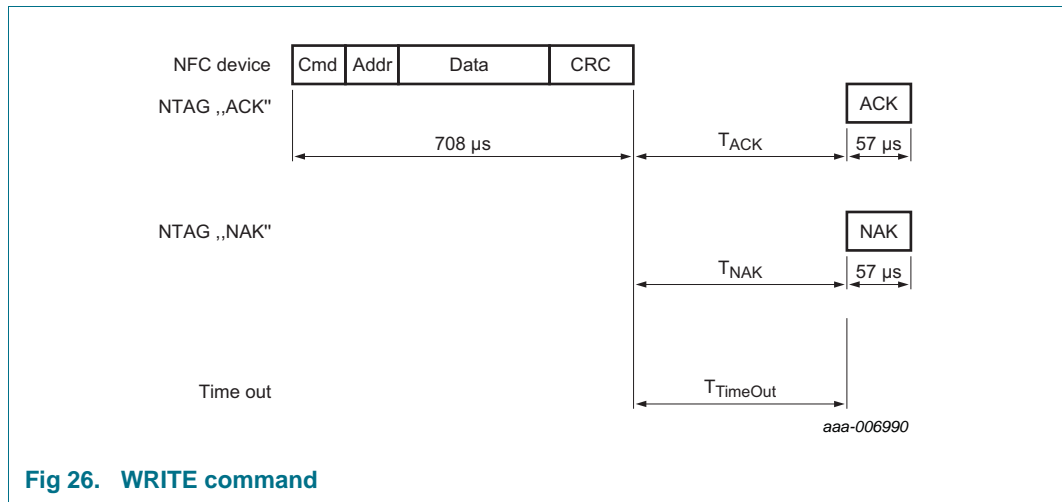 NFC device Cmd Addr Data CRC
NTAG ,,ACK" ACK
708 μs TACK 57 μs
NTAG ,,NAK" NAK
TNAK 57 μs
Time out TTimeOut
aaa-006990
Fig 26. WRITE command